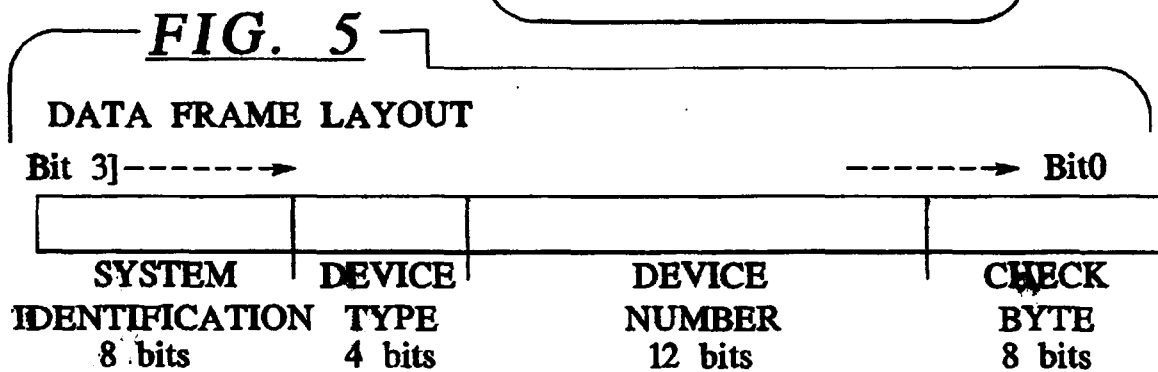 FIG. 5
DATA FRAME LAYOUT
Bit 3] Bit0
SYSTEM DEVICE DEVICE CHECK
IDENTIFICATION TYPE NUMBER BYTE
8 bits 4 bits 12 bits 8 bits